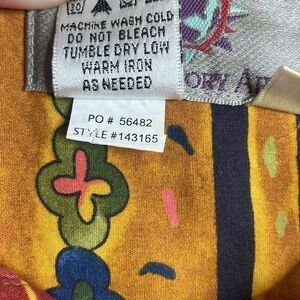 MACHINE WASH COLD
DO NOT BLEACH
TUMBLE DRY LOW
WARM IRON
AS NEEDED
PO # 56482
STYLE #143165